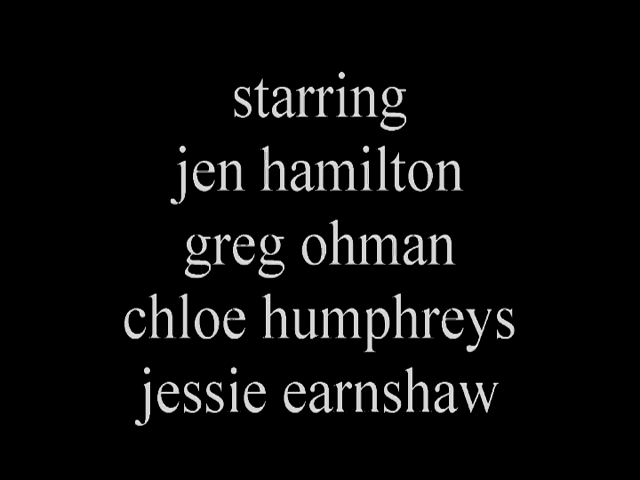 starring
jen hamilton
greg ohman
chloe humphreys
jessie earnshaw